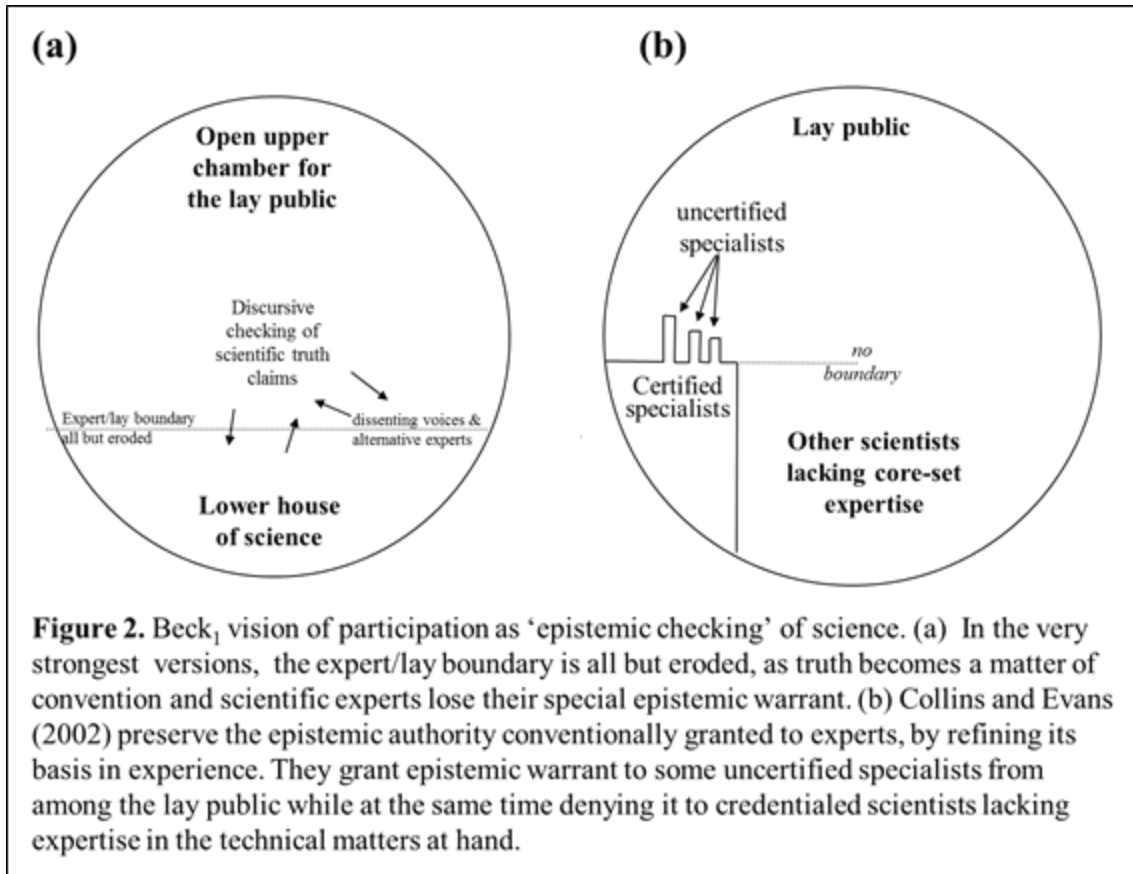 (a)
Open upper
chamber for
the lay public
Discursive
checking of
scientific truth
claims
Expert/lay boundary
all but eroded
dissenting voices &
alternative experts
Lower house
of science
(b)
Lay public
uncertified
specialists
Certified
specialists
no
boundary
Other scientists
lacking core-set
expertise
Figure 2. Beck1 vision of participation as ‘epistemic checking’ of science. (a) In the very
strongest versions, the expert/lay boundary is all but eroded, as truth becomes a matter of
convention and scientific experts lose their special epistemic warrant. (b) Collins and Evans
(2002) preserve the epistemic authority conventionally granted to experts, by refining its
basis in experience. They grant epistemic warrant to some uncertified specialists from
among the lay public while at the same time denying it to credentialed scientists lacking
expertise in the technical matters at hand.